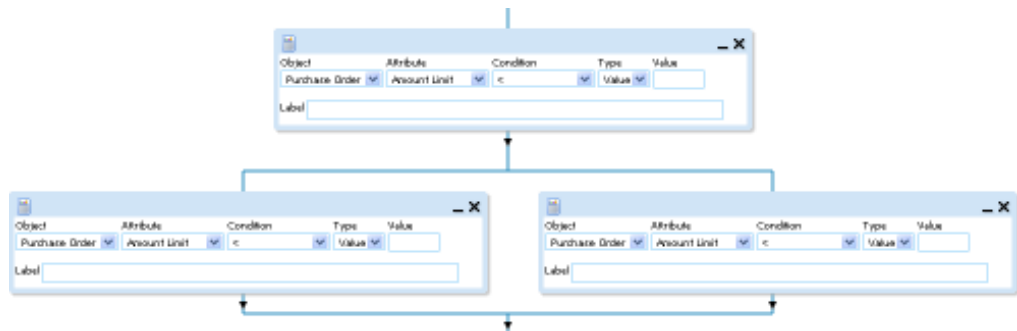 Object Attribute Condition Type Value
Purchase Order Amount Limit < Value
Label
Object Attribute Condition Type Value
Purchase Order Amount Limit < Value
Label
Object Attribute Condition Type Value
Purchase Order Amount Limit < Value
Label